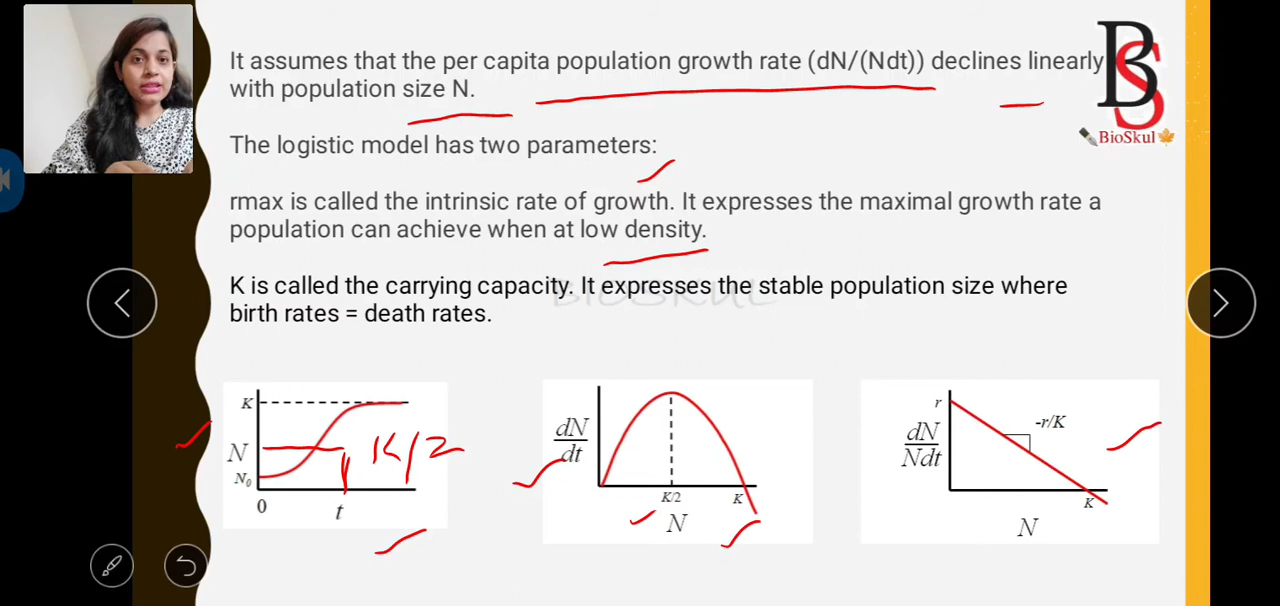 It assumes that the per capita population growth rate (dN/(Ndt)) declines linearly
with population size N.
BS
BioSkul
The logistic model has two parameters:
rmax is called the intrinsic rate of growth. It expresses the maximal growth rate a
population can achieve when at low density.
K is called the carrying capacity. It expresses the stable population size where
birth rates = death rates.
BIOSKUL
K
N
N₀
0
t
K/2
dN
dt
K/2
K
N
r
dN
Ndt
-r/K
K
N